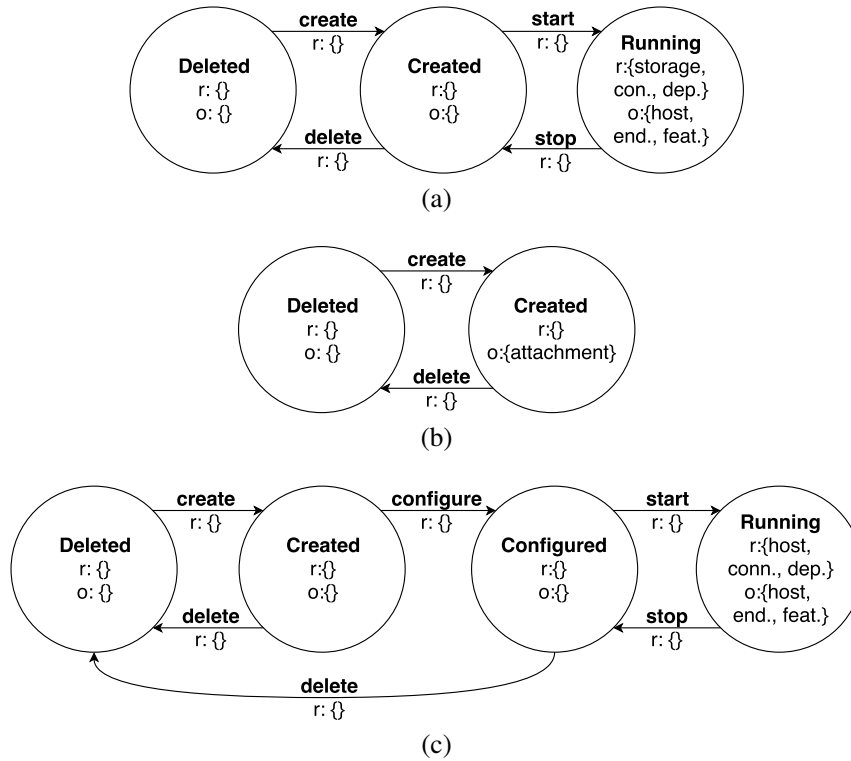 create
r: {}
start
r: {}
Deleted
r: {}
o: {}
Created
r:{}
o:{}
Running
r:{storage,
con., dep.}
o:{host,
end., feat.}
delete
r: {}
stop
r: {}
(a)
create
r: {}
Deleted
r: {}
o: {}
Created
r:{}
o:{attachment}
delete
r: {}
(b)
create
r: {}
configure
r: {}
start
r: {}
Deleted
r: {}
o: {}
Created
r:{}
o:{}
Configured
r:{}
o:{}
Running
r:{host,
conn., dep.}
o:{host,
end., feat.}
delete
r: {}
stop
r: {}
delete
r: {}
(c)